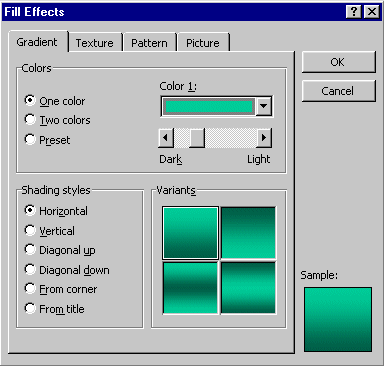 Fill Effects
Gradient Texture Pattern Picture
Colors
One color
Two colors
Preset
Color 1:
Dark Light
OK
Cancel
Shading styles
Horizontal
Vertical
Diagonal up
Diagonal down
From corner
From title
Variants
Sample: